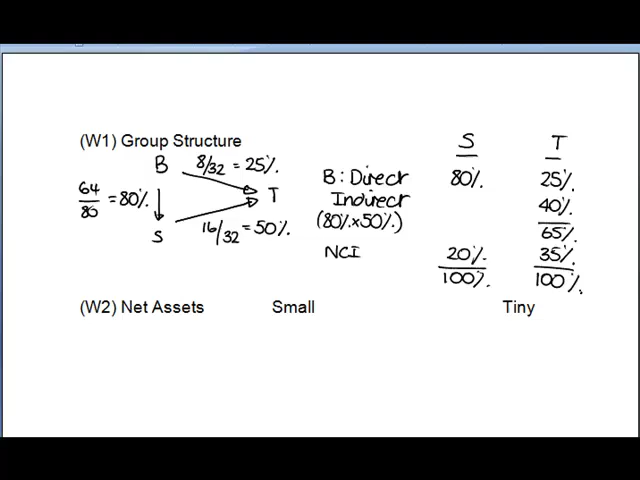 (W1) Group Structure
S T
B 8/32 = 25%.
T
64/80 = 80%.
S 16/32 = 50%.
B: Direct 80%. 25%.
Indirect 40%.
(80%.x50%.)
65%.
NCI 20%. 35%.
100%. 100%.
(W2) Net Assets Small Tiny